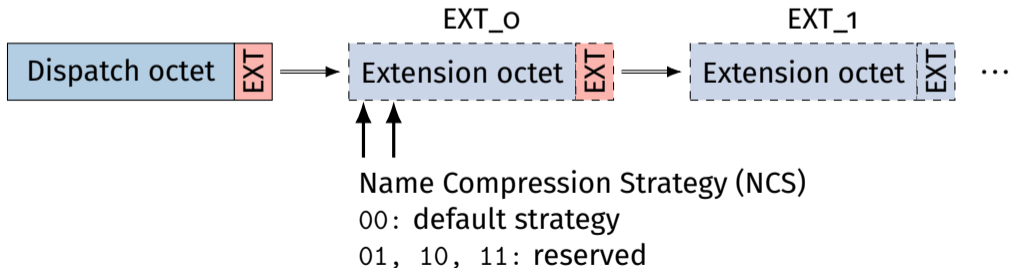 EXT_0 EXT_1
Dispatch octet EXT Extension octet EXT Extension octet EXT ...
Name Compression Strategy (NCS)
00: default strategy
01, 10, 11: reserved